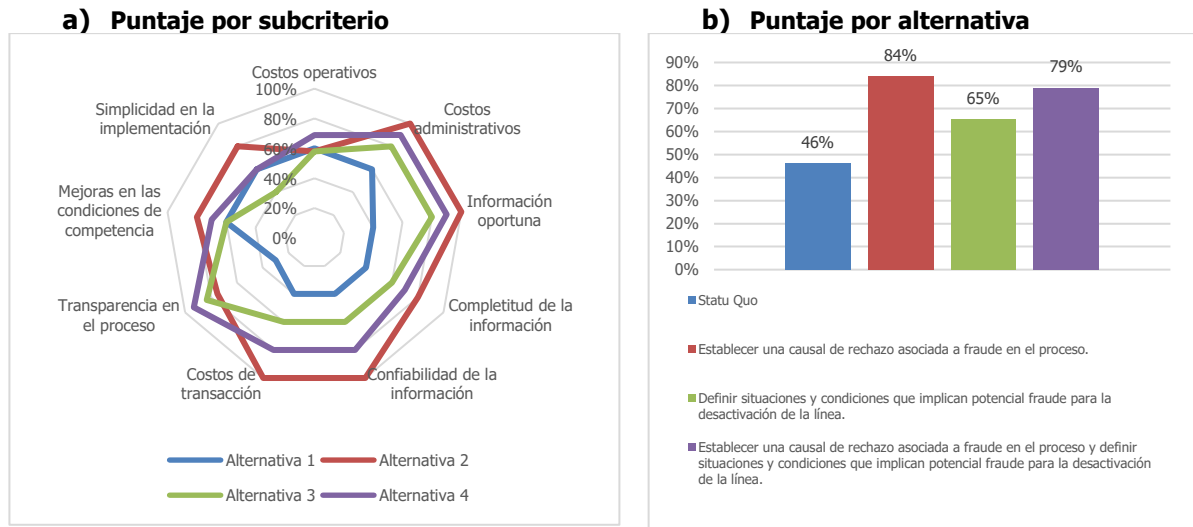 a) Puntaje por subcriterio
Costos operativos
100%
80%
60%
40%
20%
0%
Costos
administrativos
Información
oportuna
Completitud de la
información
Confiabilidad de la
información
Costos de
transacción
Transparencia en
el proceso
Mejoras en las
condiciones de
competencia
Simplicidad en la
implementación
Alternativa 1
Alternativa 2
Alternativa 3
Alternativa 4
b) Puntaje por alternativa
90%
80%
70%
60%
50%
40%
30%
20%
10%
0%
46%
84%
65%
79%
Statu Quo
Establecer una causal de rechazo asociada a fraude en el proceso.
Definir situaciones y condiciones que implican potencial fraude para la
desactivación de la línea.
Establecer una causal de rechazo asociada a fraude en el proceso y definir
situaciones y condiciones que implican potencial fraude para la desactivación
de la línea.